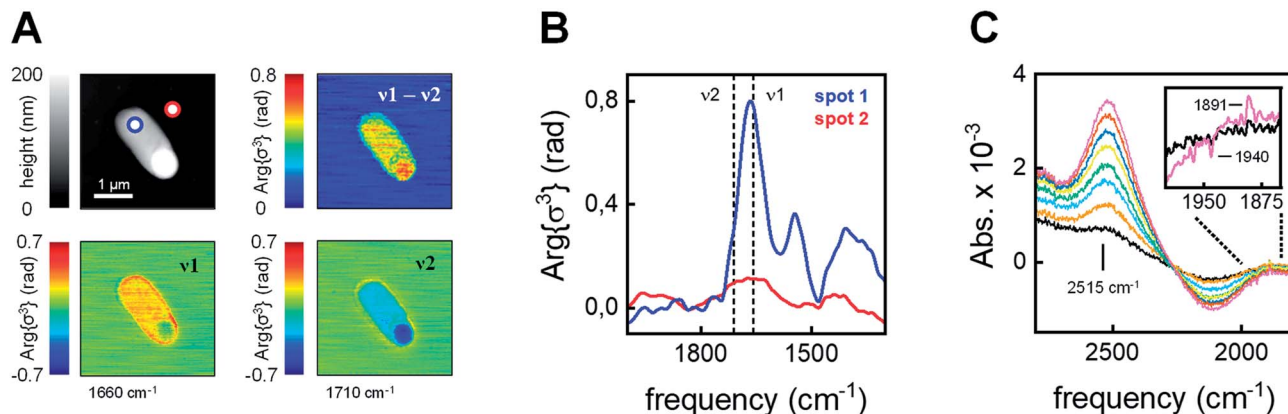 A
200
height (nm)
0
1 µm
0.8
Arg{σ³} (rad)
0
ν1 – ν2
0.7
Arg{σ³} (rad)
-0.7
ν1
1660 cm⁻¹
0.7
Arg{σ³} (rad)
-0.7
ν2
1710 cm⁻¹
B
Arg{σ³} (rad)
0,8
0,4
0,0
ν2
ν1
spot 1
spot 2
1800
1500
frequency (cm⁻¹)
C
Abs. x 10⁻³
4
2
0
2515 cm⁻¹
1891
1940
1950
1875
2500
2000
frequency (cm⁻¹)